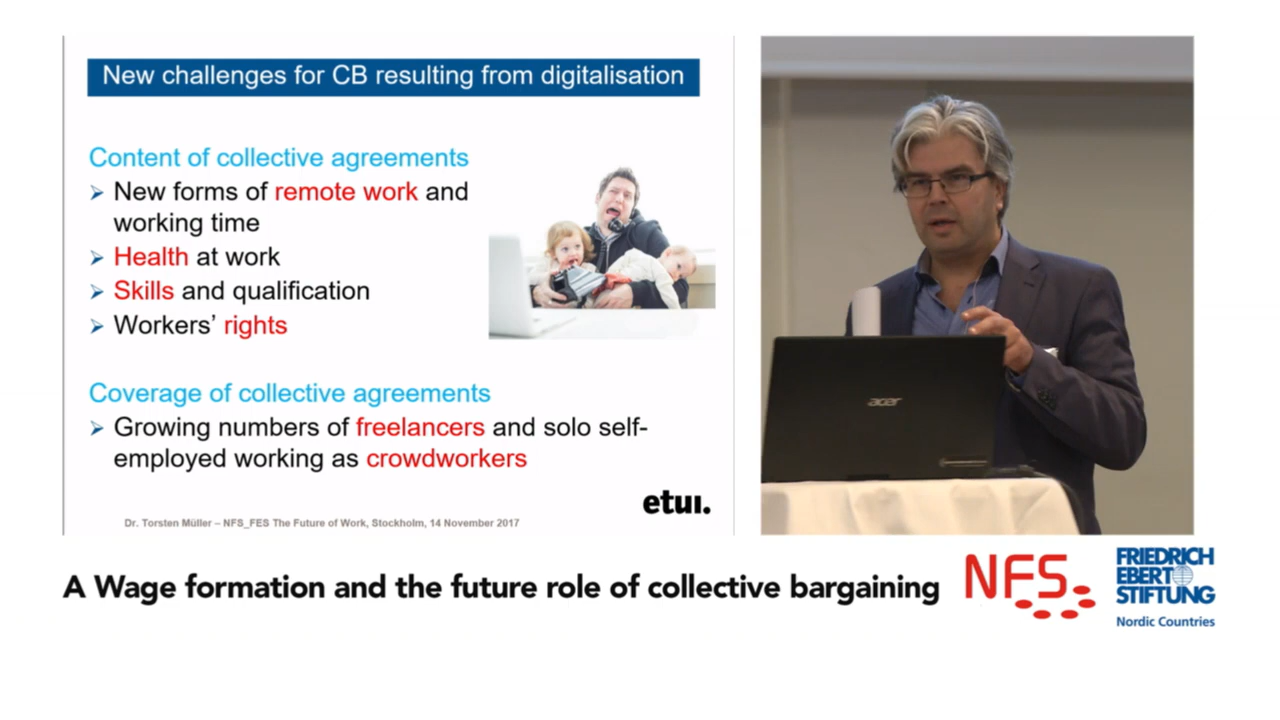 New challenges for CB resulting from digitalisation
Content of collective agreements
➢ New forms of remote work and
working time
➢ Health at work
➢ Skills and qualification
➢ Workers’ rights
Coverage of collective agreements
➢ Growing numbers of freelancers and solo self-
employed working as crowdworkers
etui.
Dr. Torsten Müller – NFS_FES The Future of Work, Stockholm, 14 November 2017
acer
A Wage formation and the future role of collective bargaining
NFS
FRIEDRICH
EBERT
STIFTUNG
Nordic Countries